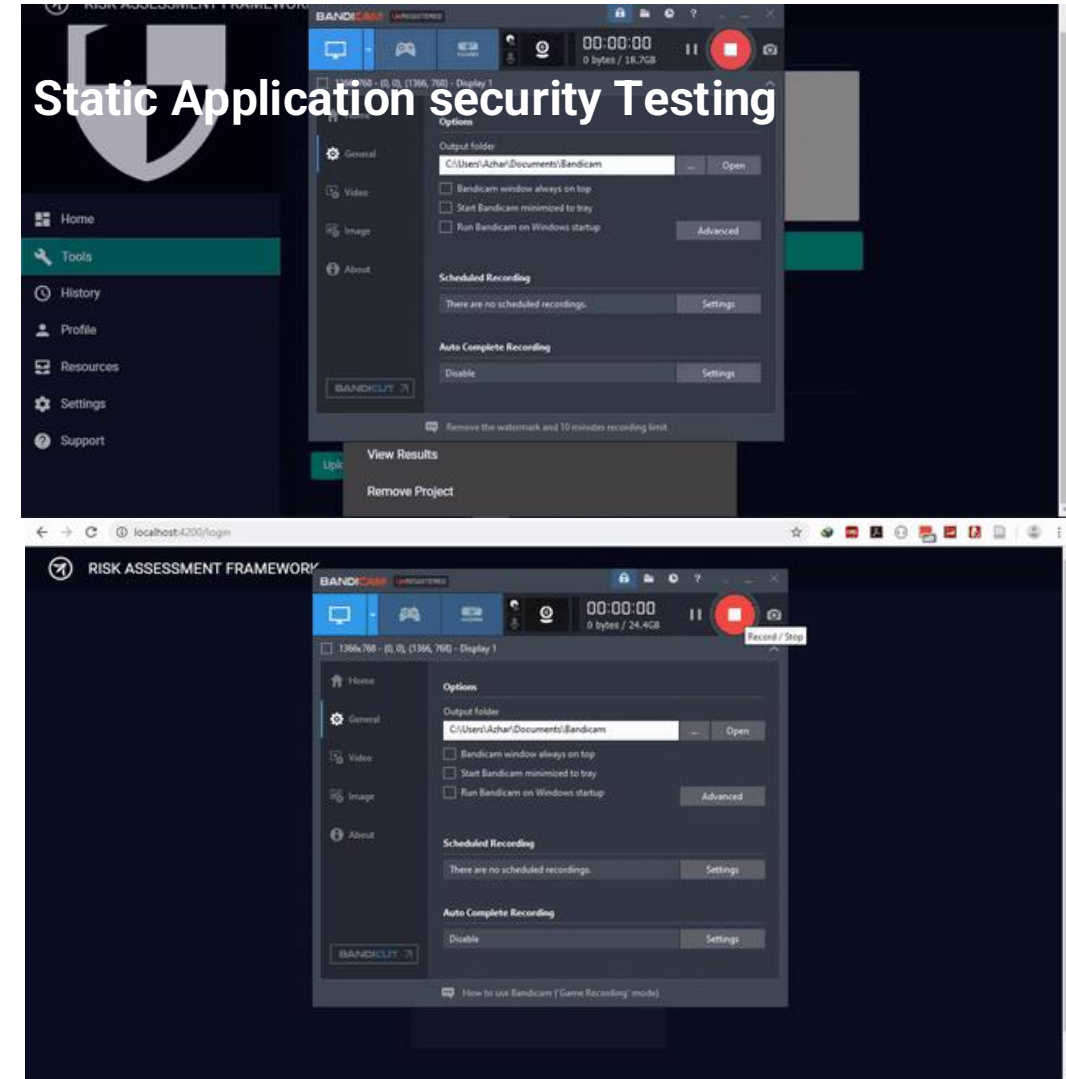 RISK ASSESSMENT FRAMEWORK
BANDICAM UNREGISTERED
00:00:00
0 bytes / 18.7GB
1366x768 - (0, 0), (1366, 768) - Display 1
Static Application security Testing
Home
Options
General
Output folder
C:\Users\Azhar\Documents\Bandicam
... Open
Video
Bandicam window always on top
Start Bandicam minimized to tray
Image
Run Bandicam on Windows startup
Advanced
About
Scheduled Recording
There are no scheduled recordings.
Settings
Auto Complete Recording
Disable
Settings
BANDICUT
Remove the watermark and 10 minutes recording limit
Home
Tools
History
Profile
Resources
Settings
Support
View Results
Remove Project
localhost:4200/login
RISK ASSESSMENT FRAMEWORK
BANDICAM UNREGISTERED
00:00:00
0 bytes / 24.4GB
Record / Stop
1366x768 - (0, 0), (1366, 768) - Display 1
Home
Options
General
Output folder
C:\Users\Azhar\Documents\Bandicam
... Open
Video
Bandicam window always on top
Start Bandicam minimized to tray
Image
Run Bandicam on Windows startup
Advanced
About
Scheduled Recording
There are no scheduled recordings.
Settings
Auto Complete Recording
Disable
Settings
BANDICUT
How to use Bandicam ('Game Recording' mode)